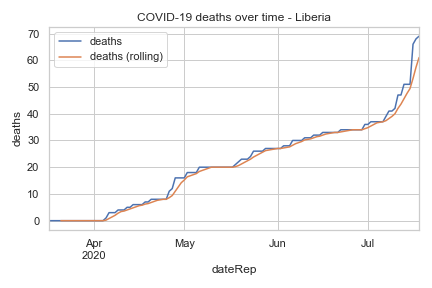 COVID-19 deaths over time - Liberia
deaths
deaths (rolling)
70
60
50
40
30
20
10
0
deaths
Apr
2020
May
Jun
Jul
dateRep